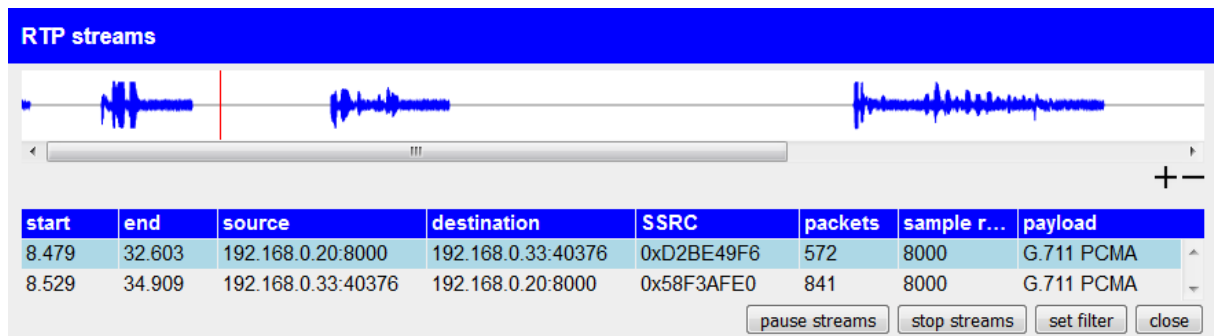 RTP streams
+ −
start end source destination SSRC packets sample r... payload
8.479 32.603 192.168.0.20:8000 192.168.0.33:40376 0xD2BE49F6 572 8000 G.711 PCMA
8.529 34.909 192.168.0.33:40376 192.168.0.20:8000 0x58F3AFE0 841 8000 G.711 PCMA
pause streams stop streams set filter close